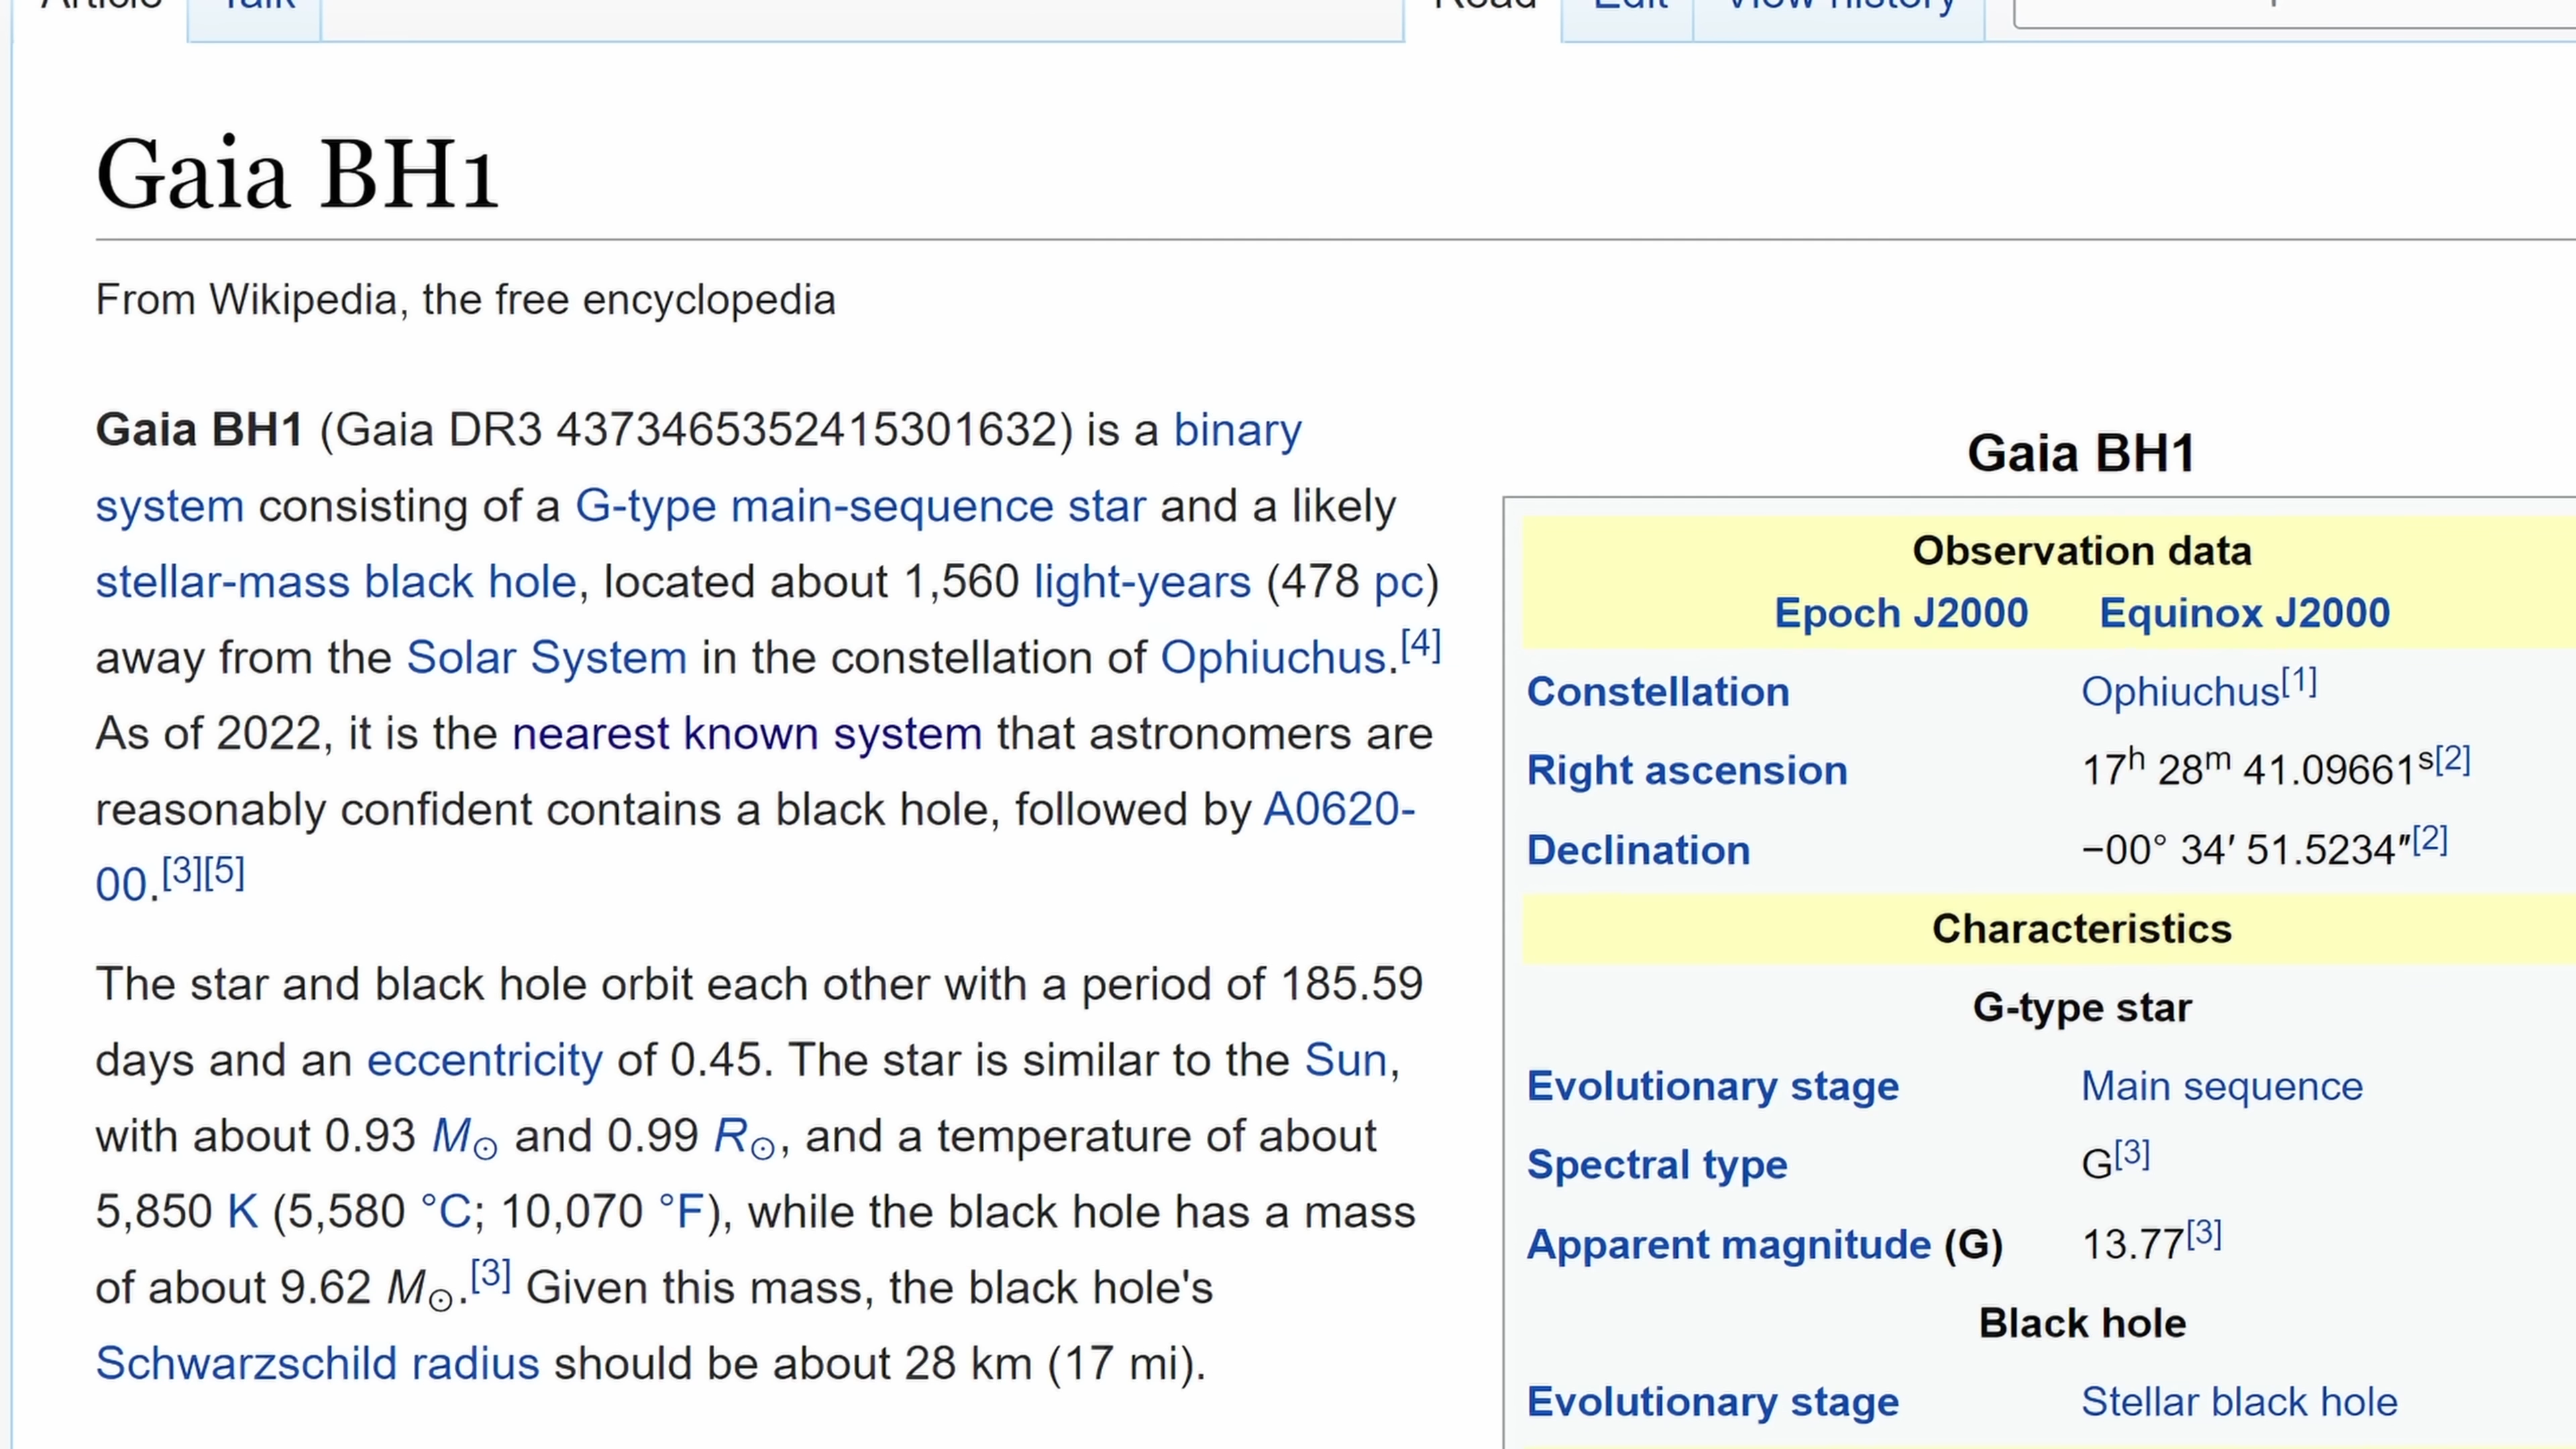 Article Talk Read Edit View history
Gaia BH1
From Wikipedia, the free encyclopedia
Gaia BH1 (Gaia DR3 4373465352415301632) is a binary
system consisting of a G-type main-sequence star and a likely
stellar-mass black hole, located about 1,560 light-years (478 pc)
away from the Solar System in the constellation of Ophiuchus.[4]
As of 2022, it is the nearest known system that astronomers are
reasonably confident contains a black hole, followed by A0620-
00.[3][5]
The star and black hole orbit each other with a period of 185.59
days and an eccentricity of 0.45. The star is similar to the Sun,
with about 0.93 M☉ and 0.99 R☉, and a temperature of about
5,850 K (5,580 °C; 10,070 °F), while the black hole has a mass
of about 9.62 M☉.[3] Given this mass, the black hole's
Schwarzschild radius should be about 28 km (17 mi).
Gaia BH1
Observation data
Epoch J2000 Equinox J2000
Constellation Ophiuchus[1]
Right ascension 17h 28m 41.09661s[2]
Declination −00° 34′ 51.5234″[2]
Characteristics
G-type star
Evolutionary stage Main sequence
Spectral type G[3]
Apparent magnitude (G) 13.77[3]
Black hole
Evolutionary stage Stellar black hole